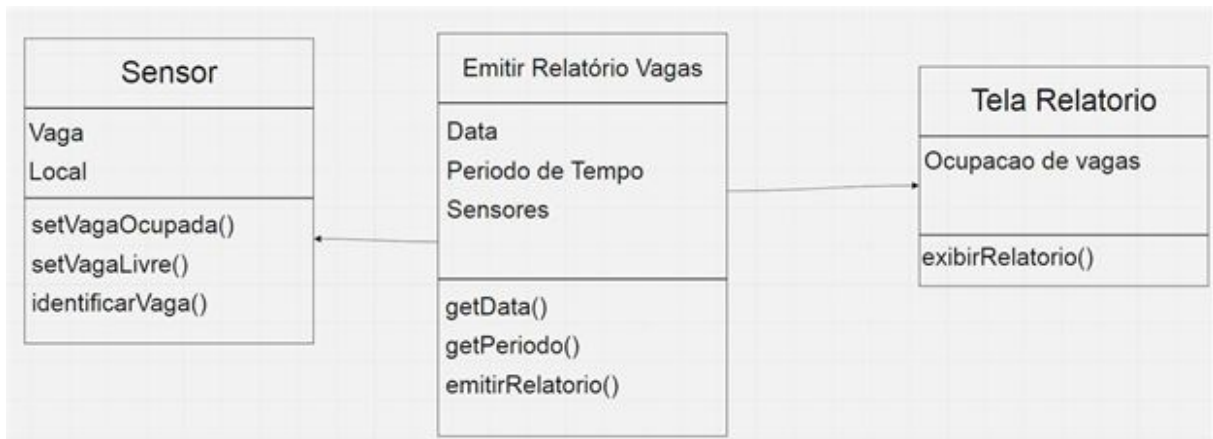 Sensor
Vaga
Local
setVagaOcupada()
setVagaLivre()
identificarVaga()
Emitir Relatório Vagas
Data
Periodo de Tempo
Sensores
getData()
getPeriodo()
emitirRelatorio()
Tela Relatorio
Ocupacao de vagas
exibirRelatorio()